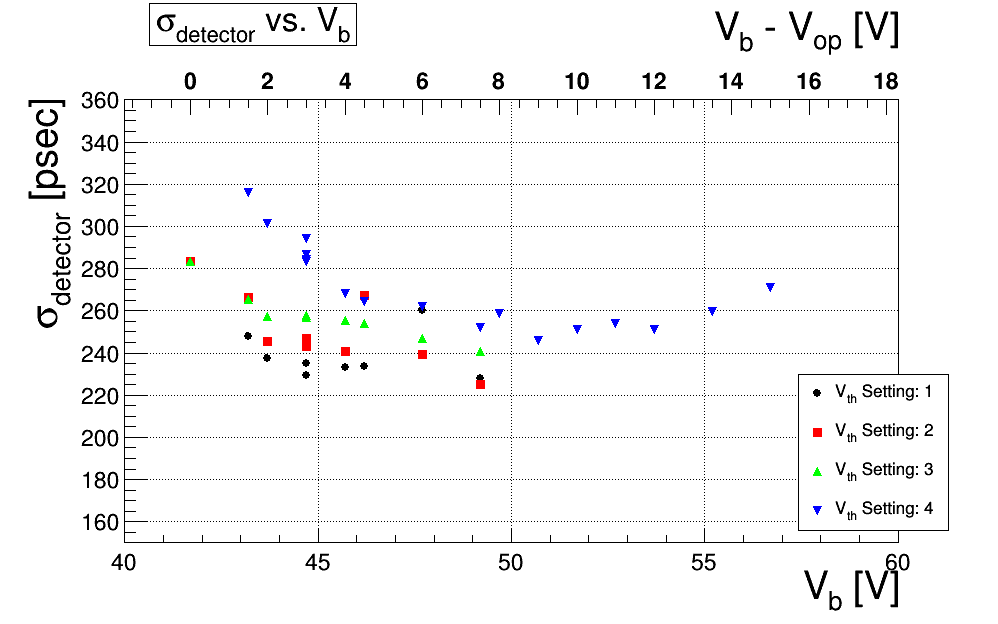 σdetector vs. Vb
Vb - Vop [V]
0 2 4 6 8 10 12 14 16 18
σdetector [psec]
360
340
320
300
280
260
240
220
200
180
160
Vth Setting: 1
Vth Setting: 2
Vth Setting: 3
Vth Setting: 4
40 45 50 55 60
Vb [V]